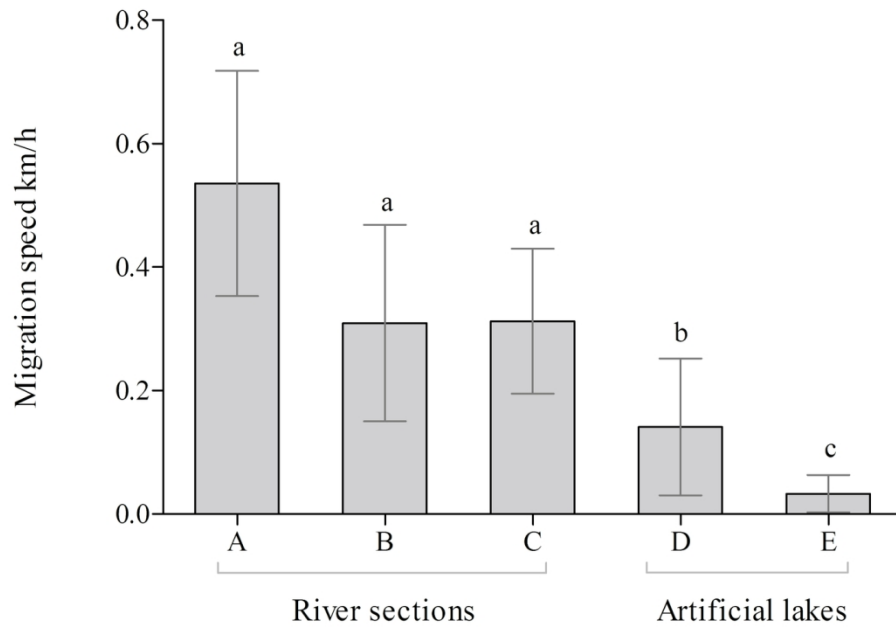 Migration speed km/h
0.8
0.6
0.4
0.2
0.0
a
a
a
b
c
A B C D E
River sections Artificial lakes